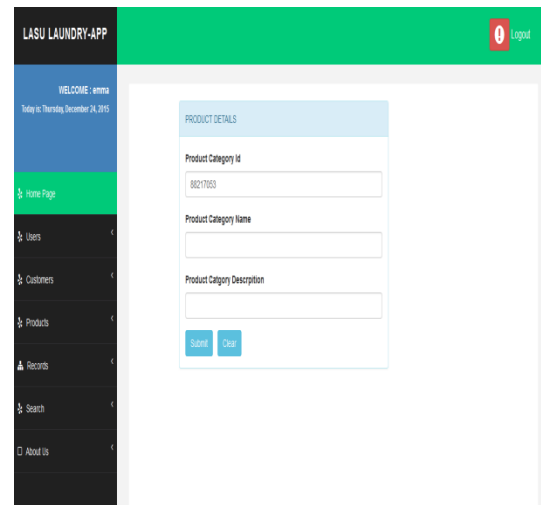 LASU LAUNDRY-APP
Logout
WELCOME : emma
Today is: Thursday, December 24, 2015
Home Page
Users
Customers
Products
Records
Search
About Us
PRODUCT DETAILS
Product Category Id
88217053
Product Category Name
Product Catgory Descrpition
Submit Clear